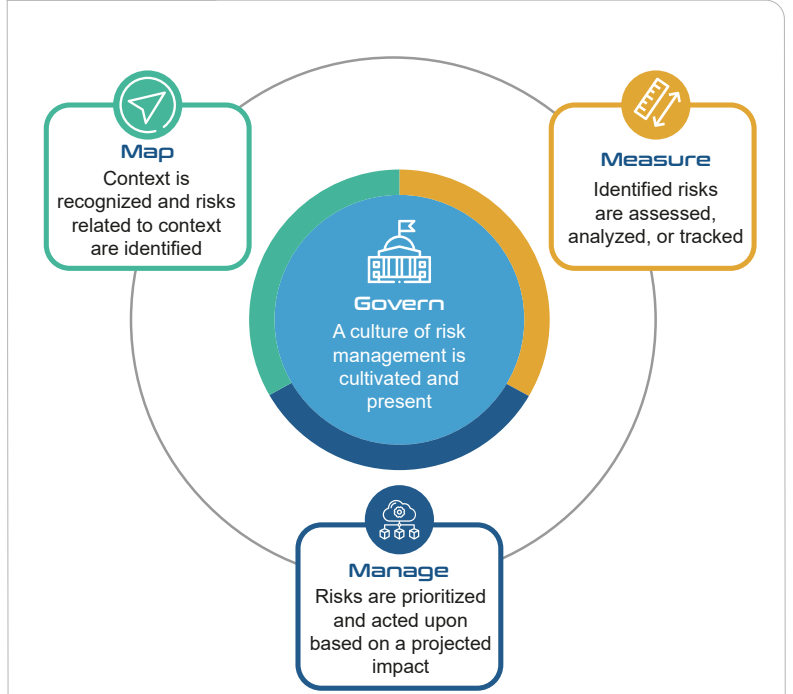 Map
Context is
recognized and risks
related to context
are identified
Measure
Identified risks
are assessed,
analyzed, or tracked
Govern
A culture of risk
management is
cultivated and
present
Manage
Risks are prioritized
and acted upon
based on a projected
impact